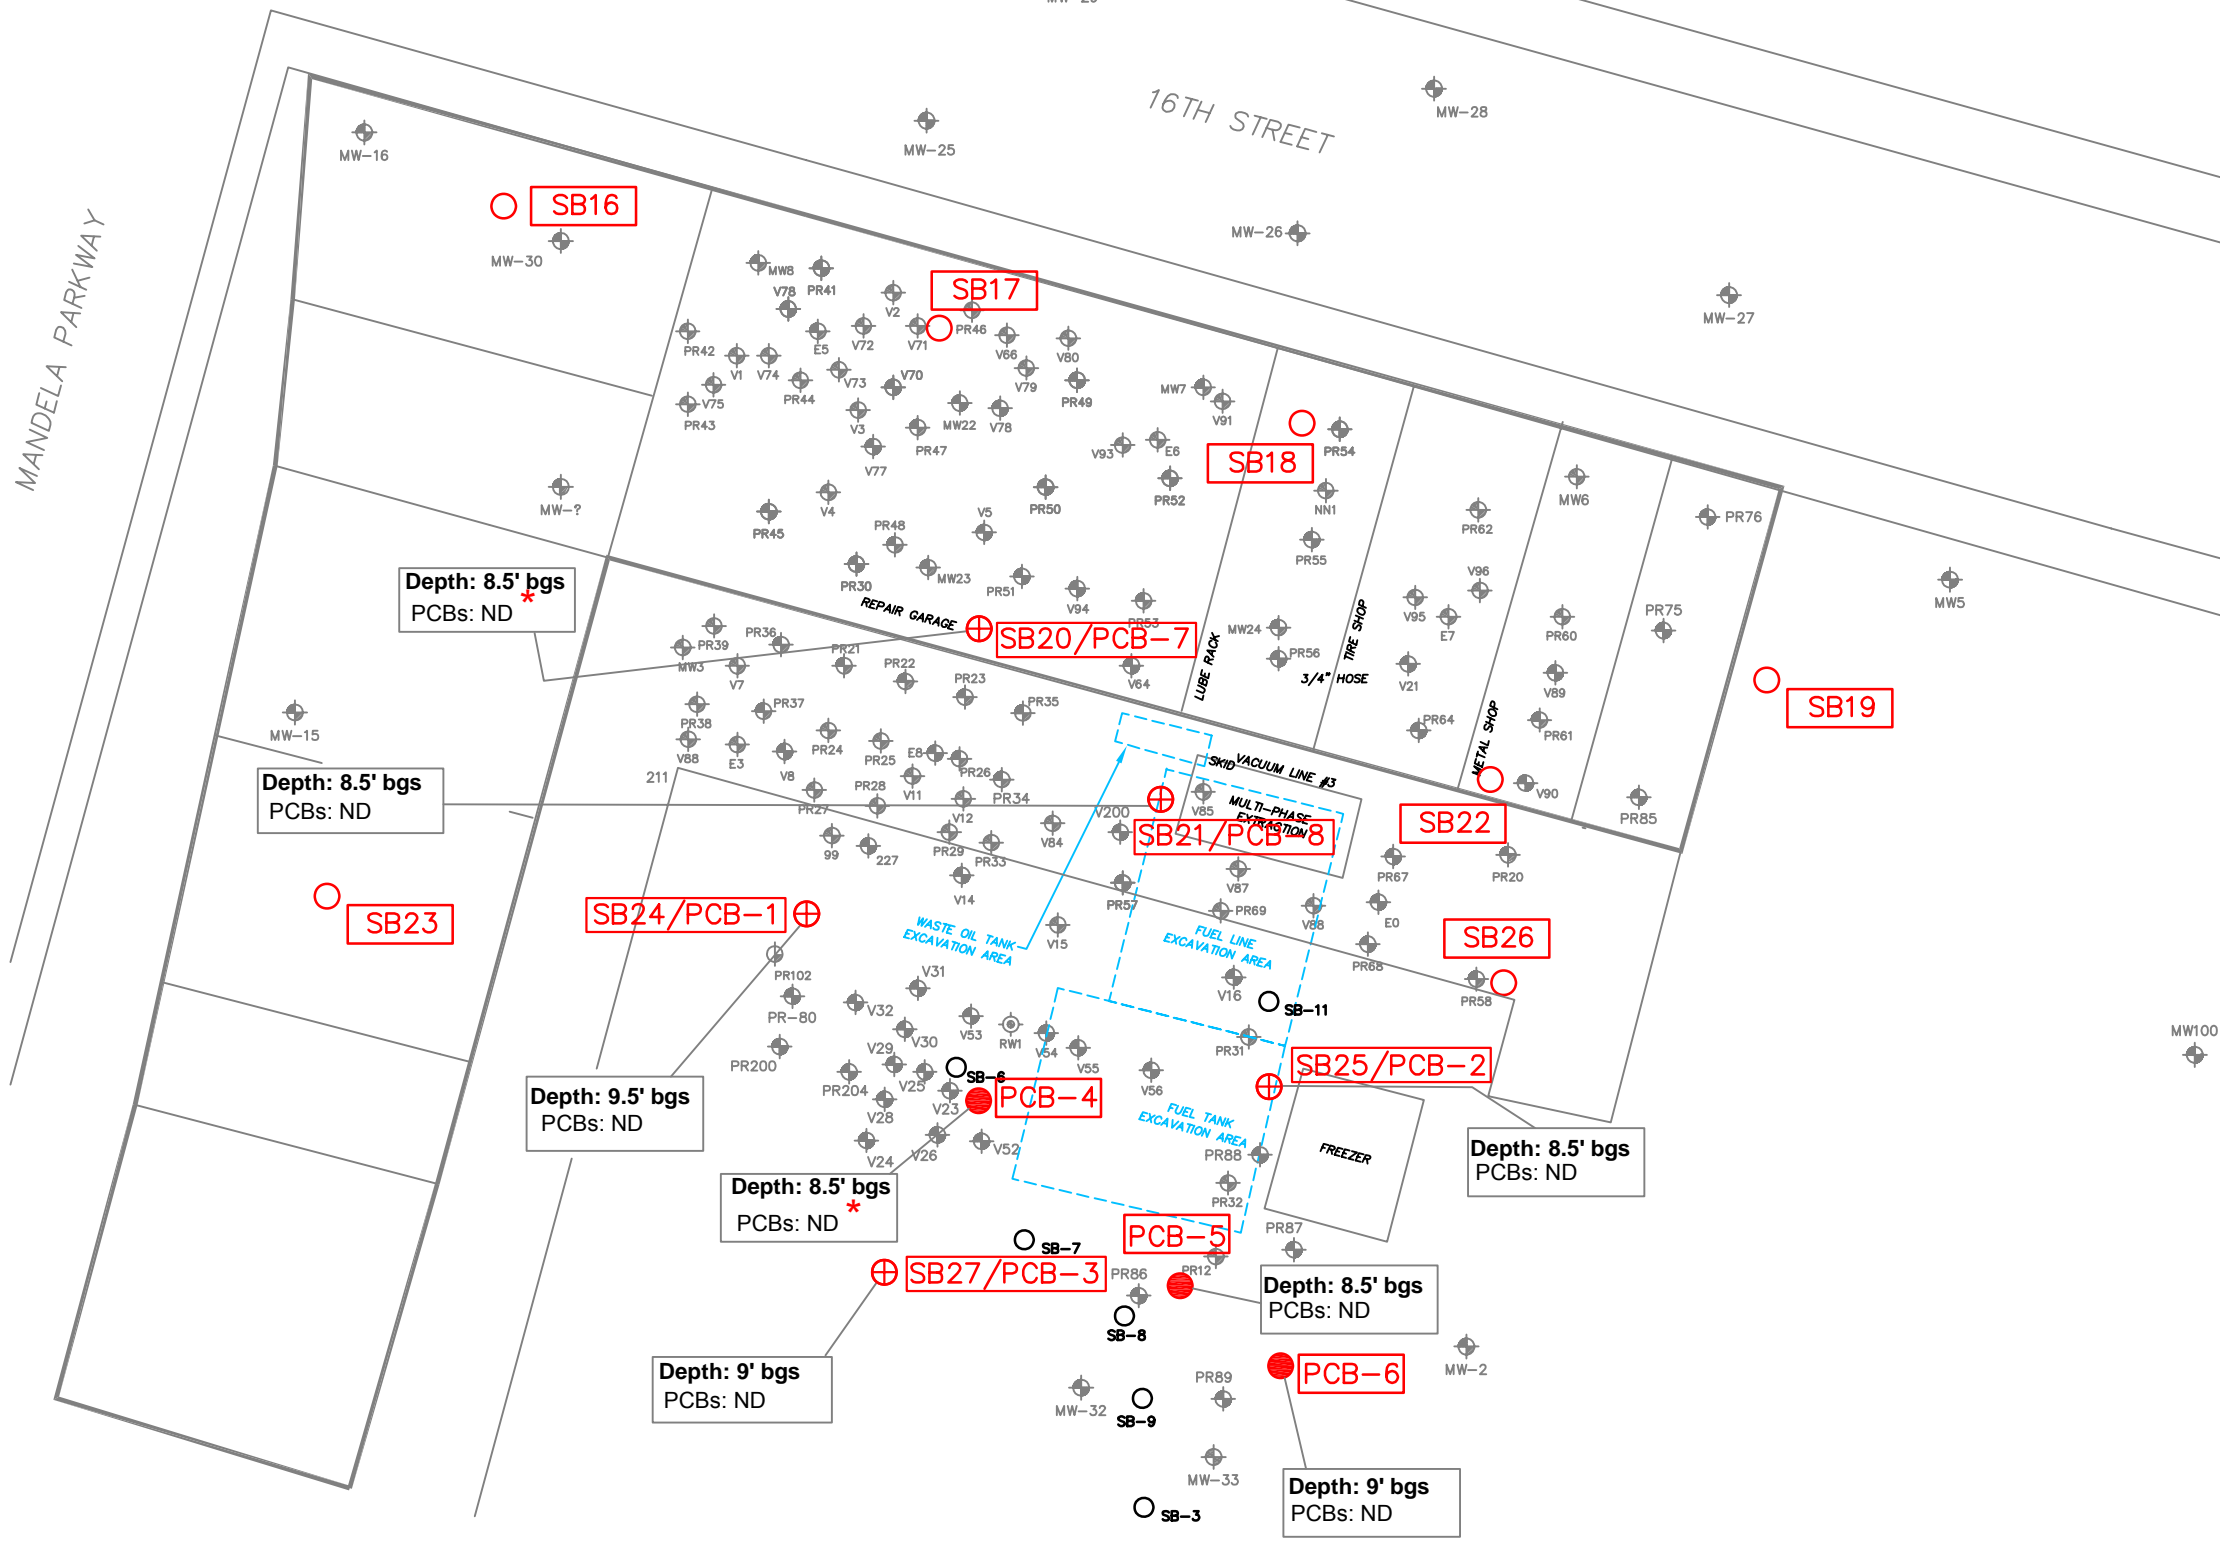 16TH STREET
MW-28
MW-25
MW-16
SB16
MW-26
MW-30
MANDELA PARKWAY
MW8
PR41
V78
V2
SB17
PR46
MW-27
PR42
E5
V72
V71
V66
V80
V1
V74
V73
V70
V79
V75
PR44
PR49
MW7
V91
PR43
V3
MW22
V78
PR47
V77
V93
E6
SB18
PR54
PR52
MW6
MW-?
V4
PR45
PR50
NN1
PR62
PR76
V5
PR48
PR55
PR30
MW23
PR51
V94
PR53
V96
V95
E7
PR60
PR75
MW5
Depth: 8.5' bgs
PCBs: ND *
REPAIR GARAGE
SB20/PCB-7
LUBE RACK
TIRE SHOP
MW24
PR56
3/4" HOSE
V21
V89
PR39
PR36
MW3
V7
PR21
PR22
PR23
PR35
V64
SB19
MW-15
PR38
PR37
PR64
PR61
METAL SHOP
V88
E3
V8
PR24
PR25
E8
PR26
SKID
VACUUM LINE #3
211
Depth: 8.5' bgs
PCBs: ND
PR27
PR28
V11
V12
PR34
V85
MULTI-PHASE
EXTRACTION
V90
PR85
V200
SB21/PCB-8
SB22
99
227
PR29
PR33
V84
V14
PR57
V87
PR67
PR20
SB23
SB24/PCB-1
WASTE OIL TANK
EXCAVATION AREA
V15
PR69
V88
E0
FUEL LINE
EXCAVATION AREA
PR68
SB26
PR58
PR102
V31
V16
PR-80
V32
SB-11
V53
RW1
V54
V30
PR31
MW100
PR200
V29
V55
SB25/PCB-2
PR204
V25
SB-6
V56
V28
V23
PCB-4
Depth: 9.5' bgs
PCBs: ND
FUEL TANK
EXCAVATION AREA
V24
V26
V52
PR88
FREEZER
Depth: 8.5' bgs
PCBs: ND
Depth: 8.5' bgs
PCBs: ND *
PR32
PCB-5
PR87
SB-7
SB27/PCB-3
PR86
PR12
Depth: 8.5' bgs
PCBs: ND
SB-8
Depth: 9' bgs
PCBs: ND
PCB-6
MW-2
PR89
MW-32
SB-9
MW-33
Depth: 9' bgs
PCBs: ND
SB-3